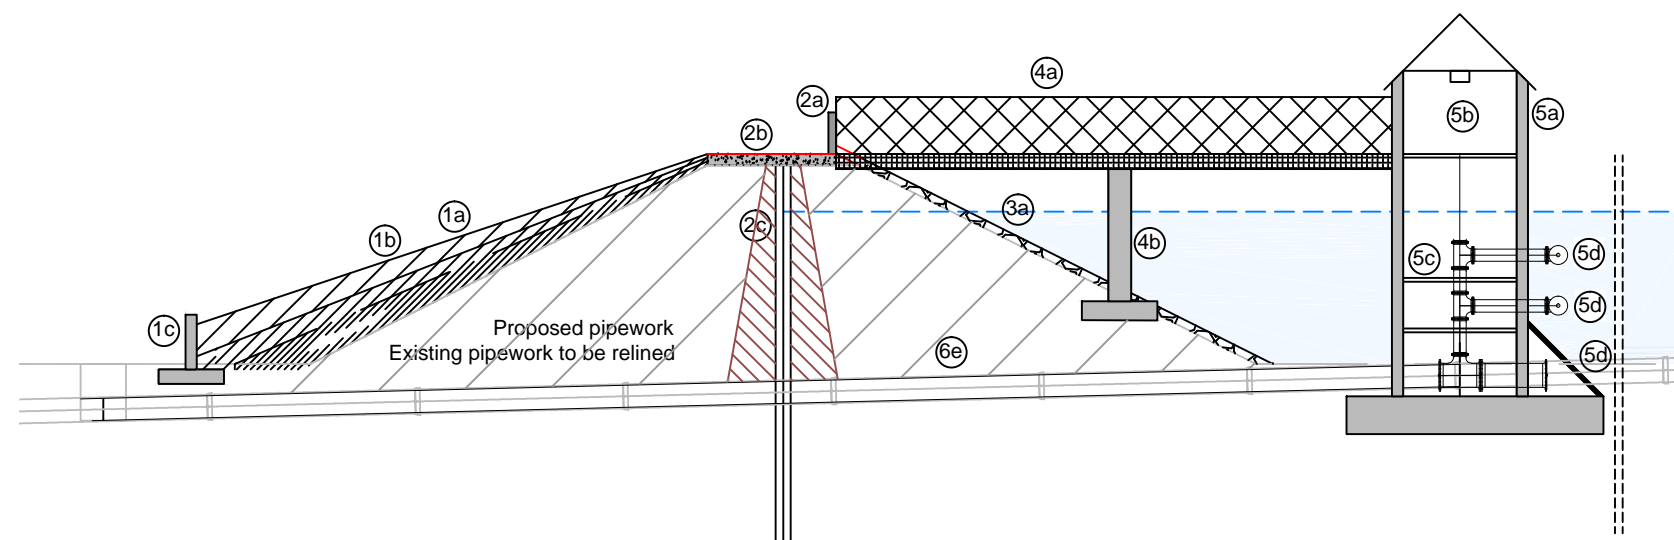 4a
2a
5b
5a
2b
3a
1a
2c
1b
4b
5c
5d
5d
1c
Proposed pipework
Existing pipework to be relined
6e
5d